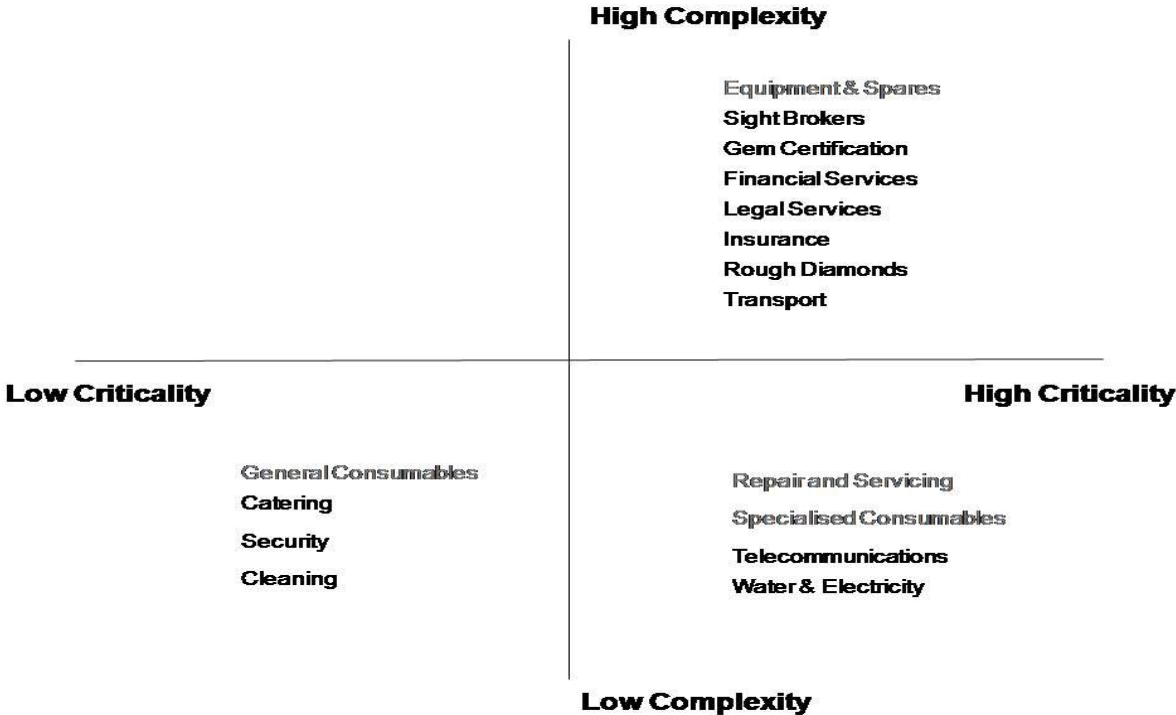 High Complexity
Equipment & Spares
Sight Brokers
Gem Certification
Financial Services
Legal Services
Insurance
Rough Diamonds
Transport
Low Criticality
High Criticality
General Consumables
Catering
Security
Cleaning
Repair and Servicing
Specialised Consumables
Telecommunications
Water & Electricity
Low Complexity